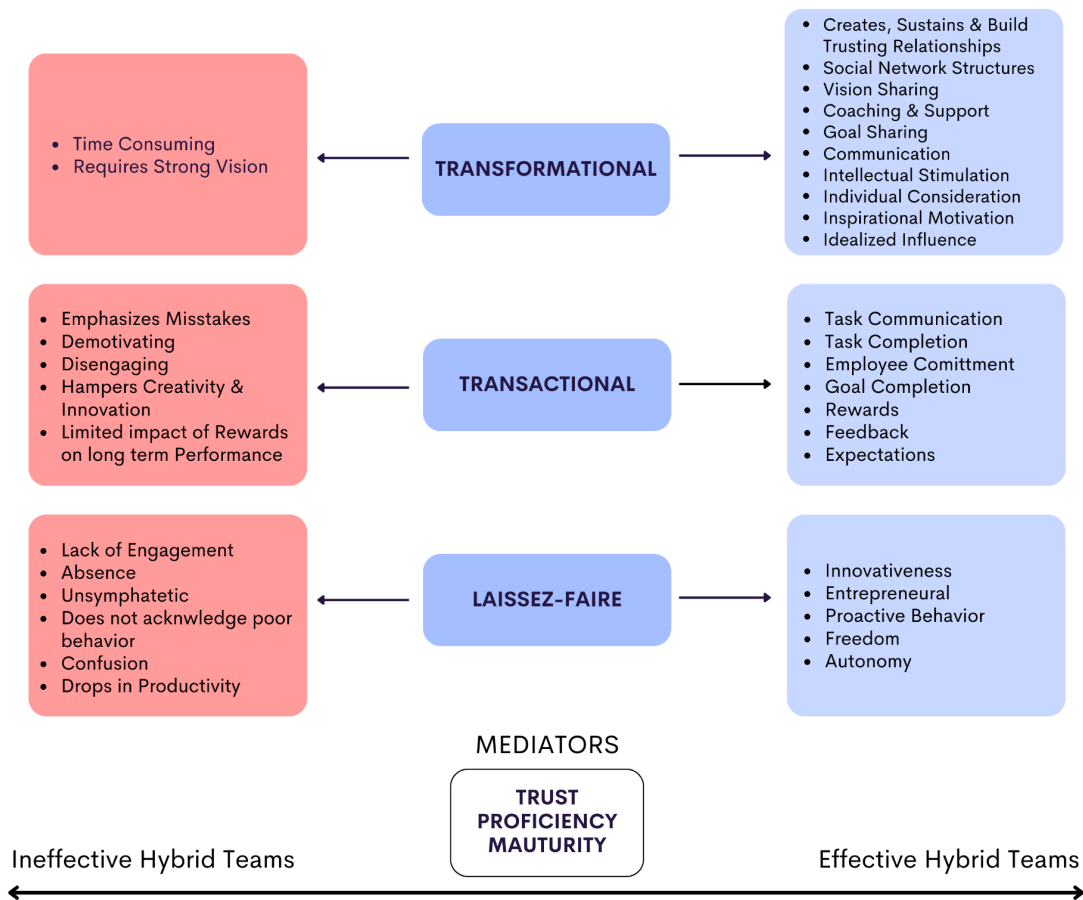 • Time Consuming
• Requires Strong Vision
TRANSFORMATIONAL
• Creates, Sustains & Build
Trusting Relationships
• Social Network Structures
• Vision Sharing
• Coaching & Support
• Goal Sharing
• Communication
• Intellectual Stimulation
• Individual Consideration
• Inspirational Motivation
• Idealized Influence
• Emphasizes Misstakes
• Demotivating
• Disengaging
• Hampers Creativity &
Innovation
• Limited impact of Rewards
on long term Performance
TRANSACTIONAL
• Task Communication
• Task Completion
• Employee Comittment
• Goal Completion
• Rewards
• Feedback
• Expectations
• Lack of Engagement
• Absence
• Unsymphatetic
• Does not acknwledge poor
behavior
• Confusion
• Drops in Productivity
LAISSEZ-FAIRE
• Innovativeness
• Entrepreneural
• Proactive Behavior
• Freedom
• Autonomy
MEDIATORS
TRUST
PROFICIENCY
MAUTURITY
Ineffective Hybrid Teams
Effective Hybrid Teams